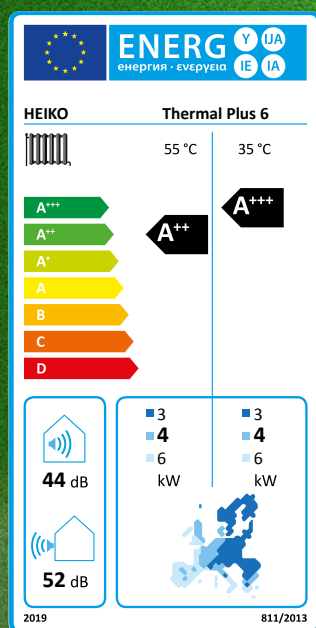 ENERG Y IJA
енергия · ενεργεια IE IA
HEIKO Thermal Plus 6
55 °C 35 °C
A+++ A+++
A++ A++
A+
A
B
C
D
3 3
44 dB 4 4
6 6
kW kW
52 dB
2019 811/2013